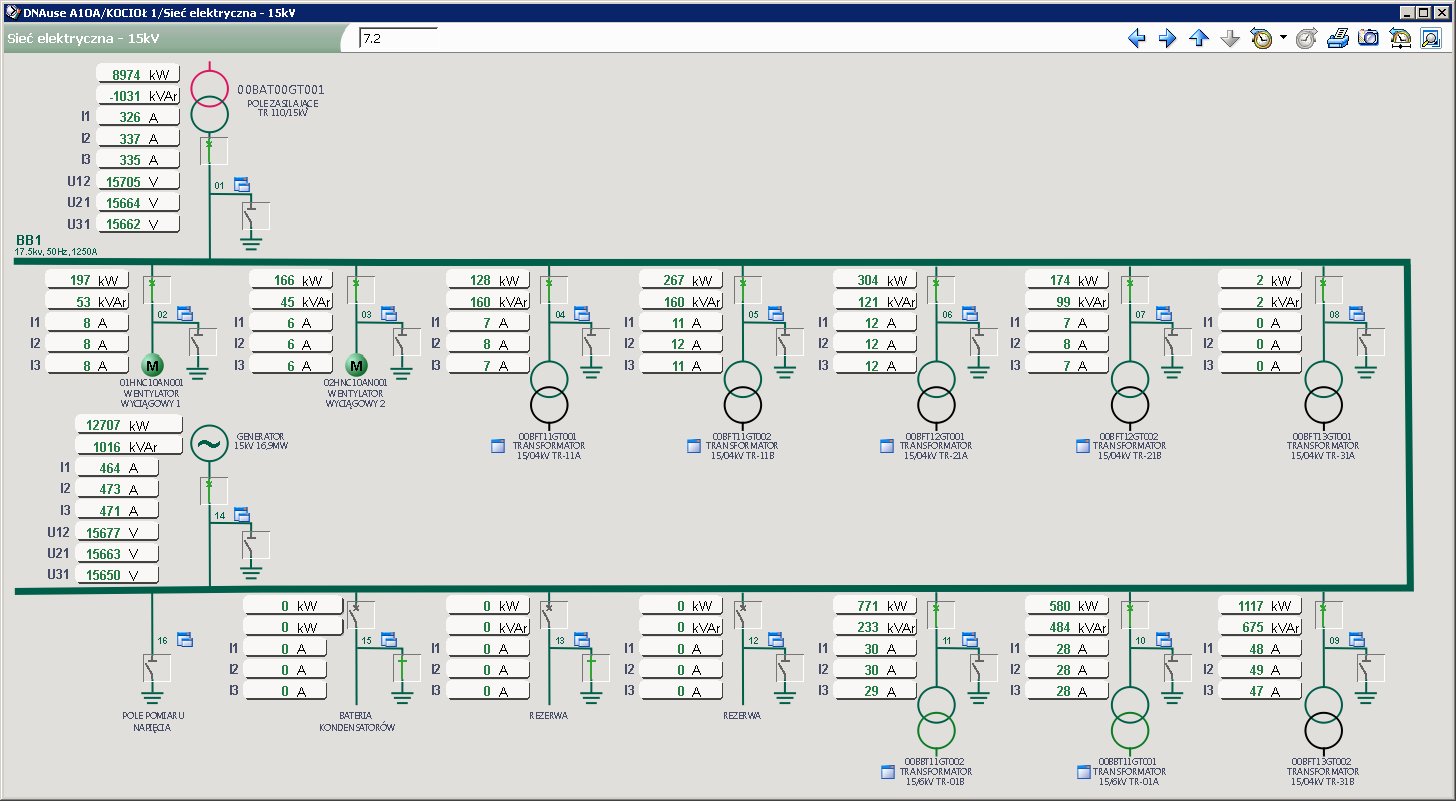 DNAuse A10A/KOCIOŁ 1/Sieć elektryczna - 15kV
Sieć elektryczna - 15kV
7.2
8974 kW
-1031 kVAr
I1 326 A
I2 337 A
I3 335 A
U12 15705 V
U21 15664 V
U31 15662 V
00BAT00GT001
POLE ZASILAJĄCE
TR 110/15kV
01
BB1
17.5kv, 50Hz, 1250A
197 kW
53 kVAr
I1 8 A
I2 8 A
I3 8 A
02
M
01HNC10AN001
WENTYLATOR
WYCIĄGOWY 1
166 kW
45 kVAr
I1 6 A
I2 6 A
I3 6 A
03
M
02HNC10AN001
WENTYLATOR
WYCIĄGOWY 2
128 kW
160 kVAr
I1 7 A
I2 8 A
I3 7 A
04
00BFT11GT001
TRANSFORMATOR
15/04kV TR-11A
267 kW
160 kVAr
I1 11 A
I2 12 A
I3 11 A
05
00BFT11GT002
TRANSFORMATOR
15/04kV TR-11B
304 kW
121 kVAr
I1 12 A
I2 12 A
I3 12 A
06
00BFT12GT001
TRANSFORMATOR
15/04kV TR-21A
174 kW
99 kVAr
I1 7 A
I2 8 A
I3 7 A
07
00BFT12GT002
TRANSFORMATOR
15/04kV TR-21B
2 kW
2 kVAr
I1 0 A
I2 0 A
I3 0 A
08
00BFT13GT001
TRANSFORMATOR
15/04kV TR-31A
12707 kW
1016 kVAr
I1 464 A
I2 473 A
I3 471 A
U12 15677 V
U21 15663 V
U31 15650 V
GENERATOR
15kV 16,9MW
14
16
POLE POMIARU
NAPIĘCIA
0 kW
0 kW
I1 0 A
I2 0 A
I3 0 A
15
BATERIA
KONDENSATORÓW
0 kW
0 kVAr
I1 0 A
I2 0 A
I3 0 A
13
REZERWA
0 kW
0 kVAr
I1 0 A
I2 0 A
I3 0 A
12
REZERWA
771 kW
233 kVAr
I1 30 A
I2 30 A
I3 29 A
11
00BBT11GT002
TRANSFORMATOR
15/6kV TR-01B
580 kW
484 kVAr
I1 28 A
I2 28 A
I3 28 A
10
00BBT11GT001
TRANSFORMATOR
15/6kV TR-01A
1117 kW
675 kVAr
I1 48 A
I2 49 A
I3 47 A
09
00BFT13GT002
TRANSFORMATOR
15/04kV TR-31B